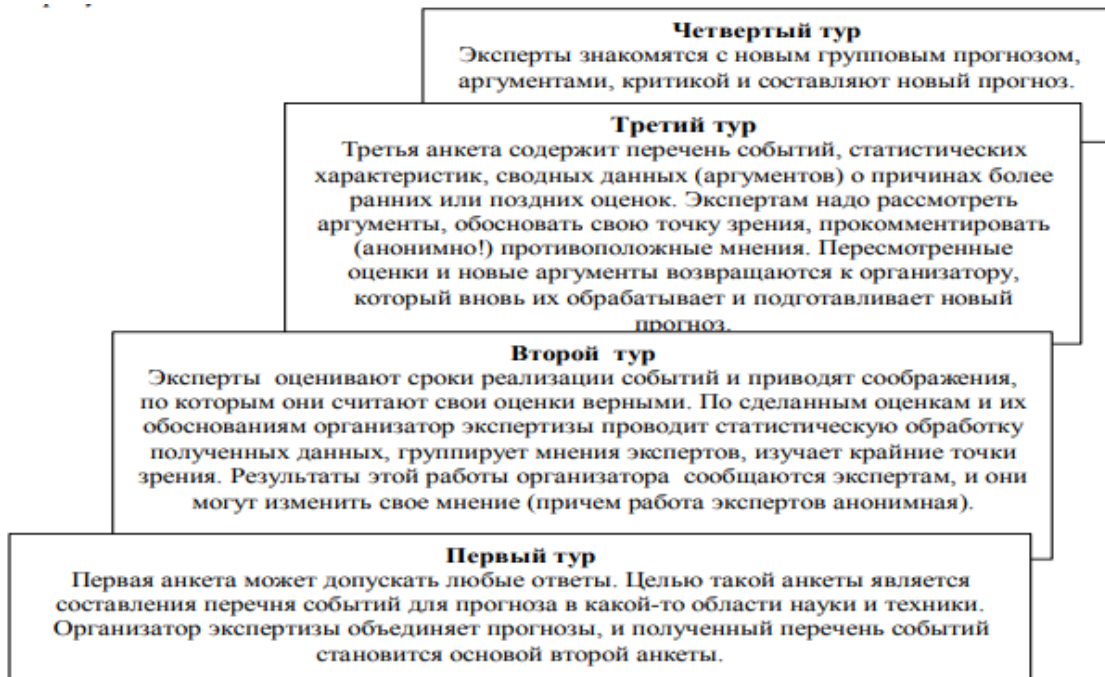 Четвертый тур
Эксперты знакомятся с новым групповым прогнозом,
аргументами, критикой и составляют новый прогноз.
Третий тур
Третья анкета содержит перечень событий, статистических
характеристик, сводных данных (аргументов) о причинах более
ранних или поздних оценок. Экспертам надо рассмотреть
аргументы, обосновать свою точку зрения, прокомментировать
(анонимно!) противоположные мнения. Пересмотренные
оценки и новые аргументы возвращаются к организатору,
который вновь их обрабатывает и подготавливает новый
прогноз.
Второй тур
Эксперты оценивают сроки реализации событий и приводят соображения,
по которым они считают свои оценки верными. По сделанным оценкам и их
обоснованиям организатор экспертизы проводит статистическую обработку
полученных данных, группирует мнения экспертов, изучает крайние точки
зрения. Результаты этой работы организатора сообщаются экспертам, и они
могут изменить свое мнение (причем работа экспертов анонимная).
Первый тур
Первая анкета может допускать любые ответы. Целью такой анкеты является
составления перечня событий для прогноза в какой-то области науки и техники.
Организатор экспертизы объединяет прогнозы, и полученный перечень событий
становится основой второй анкеты.